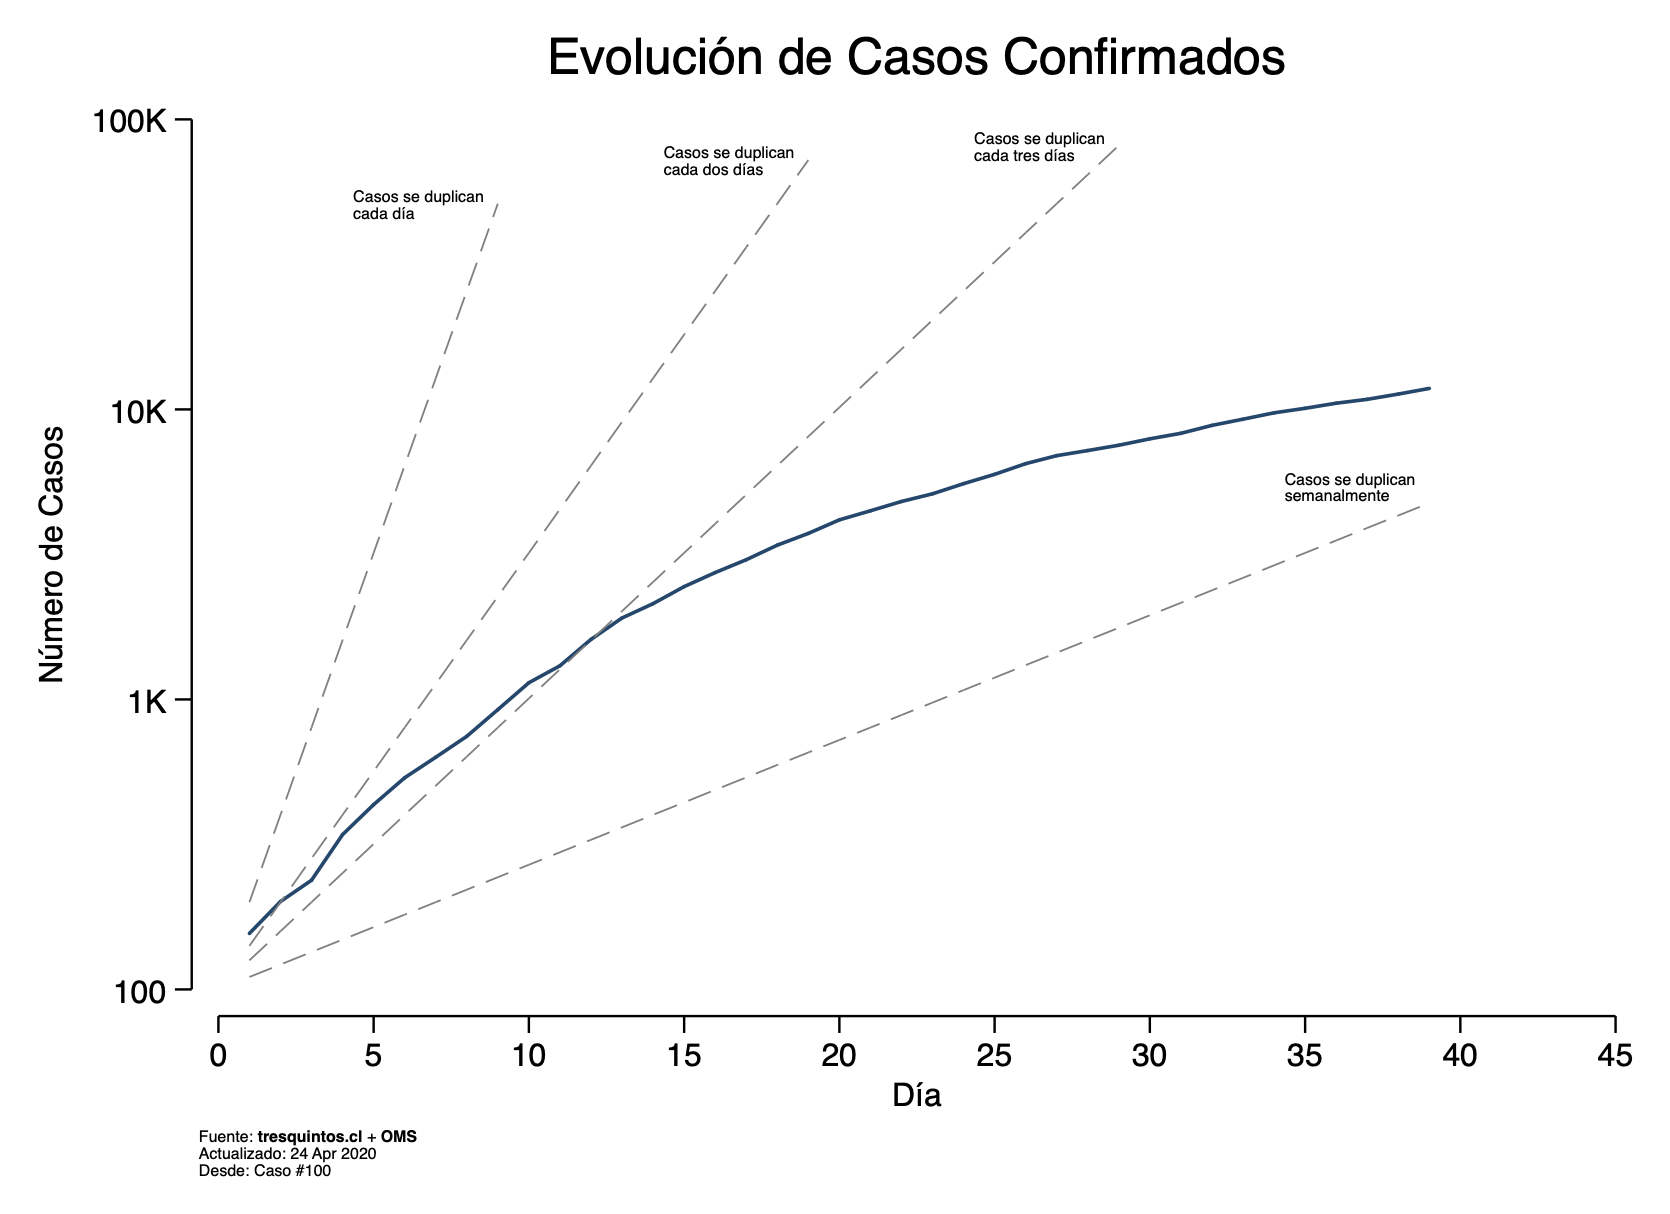 Evolución de Casos Confirmados
100K
10K
1K
100
Número de Casos
Casos se duplican
cada día
Casos se duplican
cada dos días
Casos se duplican
cada tres días
Casos se duplican
semanalmente
0 5 10 15 20 25 30 35 40 45
Día
Fuente: tresquintos.cl + OMS
Actualizado: 24 Apr 2020
Desde: Caso #100